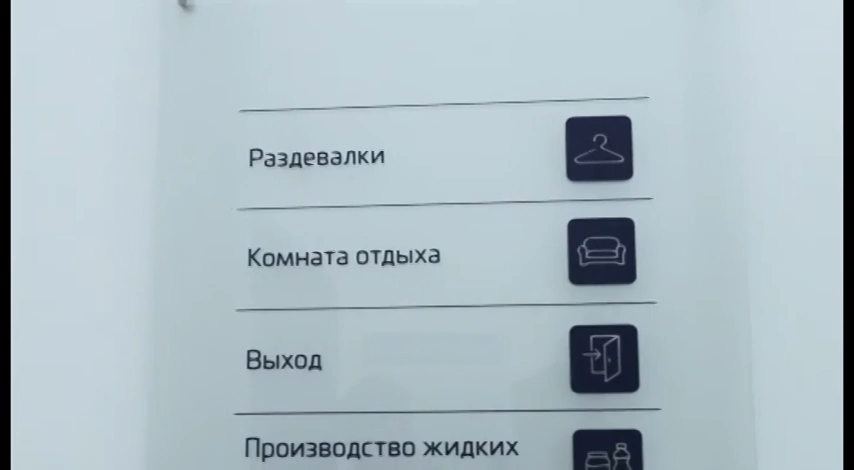 Раздевалки
Комната отдыха
Выход
Производство жидких